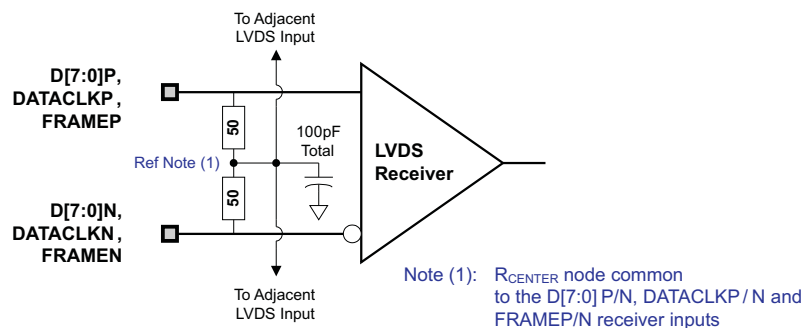 To Adjacent
LVDS Input
D[7:0]P,
DATACLKP,
FRAMEP
50
100pF
Total
LVDS
Receiver
Ref Note (1)
50
D[7:0]N,
DATACLKN,
FRAMEN
To Adjacent
LVDS Input
Note (1): RCENTER node common
to the D[7:0] P/N, DATACLKP/N and
FRAMEP/N receiver inputs